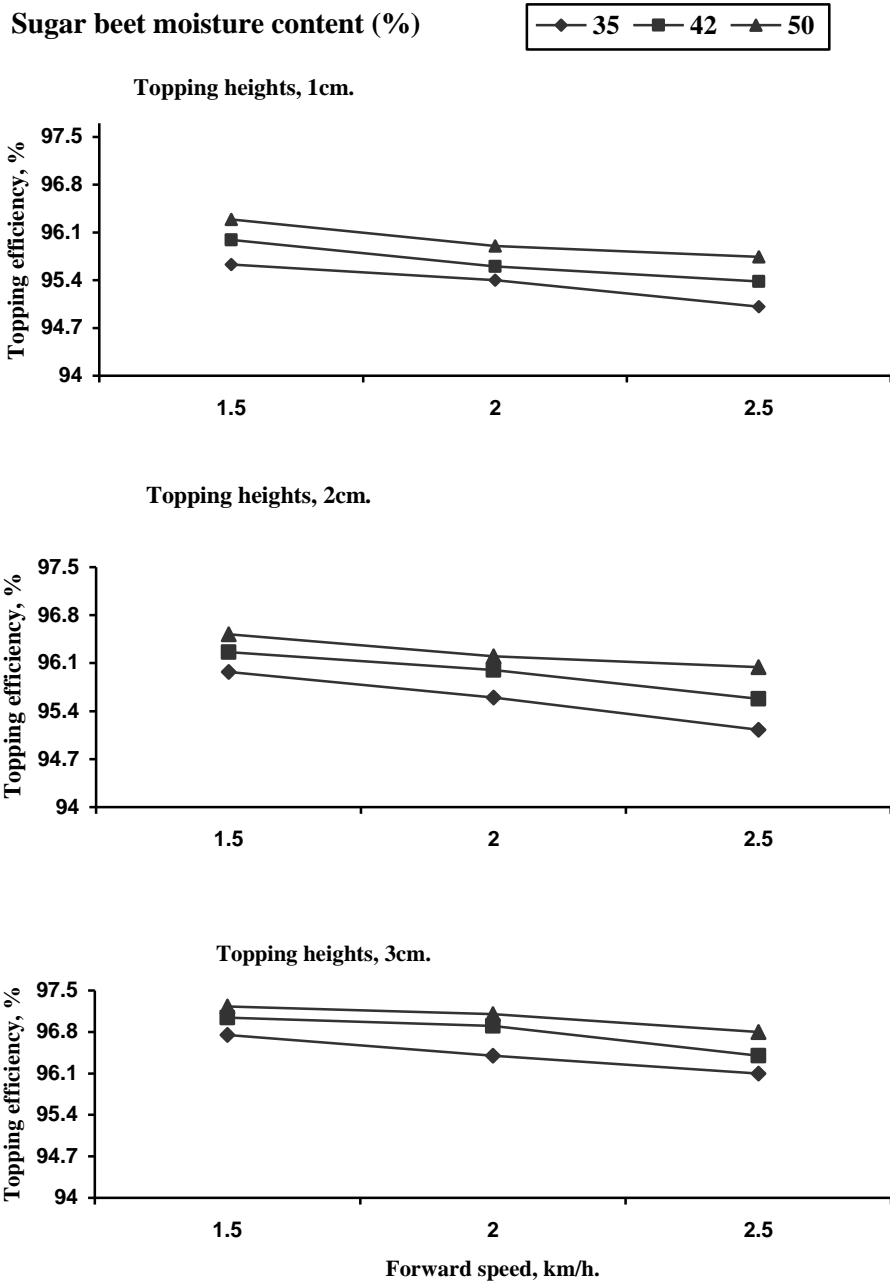 Sugar beet moisture content (%)
35 42 50
Topping heights, 1cm.
Topping efficiency, %
97.5
96.8
96.1
95.4
94.7
94
1.5 2 2.5
Topping heights, 2cm.
Topping efficiency, %
97.5
96.8
96.1
95.4
94.7
94
1.5 2 2.5
Topping heights, 3cm.
Topping efficiency, %
97.5
96.8
96.1
95.4
94.7
94
1.5 2 2.5
Forward speed, km/h.